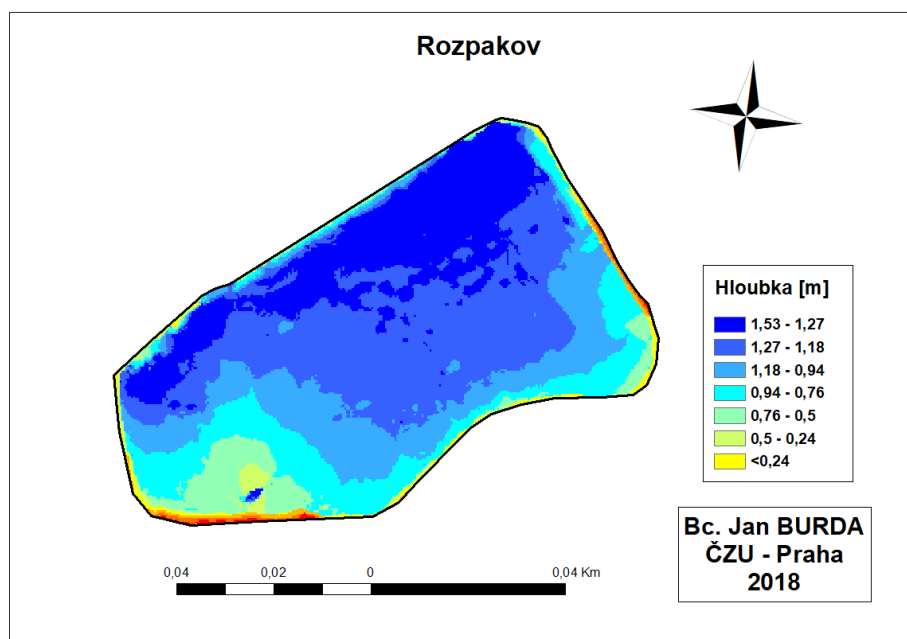 Rozpakov
Hloubka [m]
1,53 - 1,27
1,27 - 1,18
1,18 - 0,94
0,94 - 0,76
0,76 - 0,5
0,5 - 0,24
<0,24
Bc. Jan BURDA
ČZU - Praha
2018
0,04 0,02 0 0,04 Km